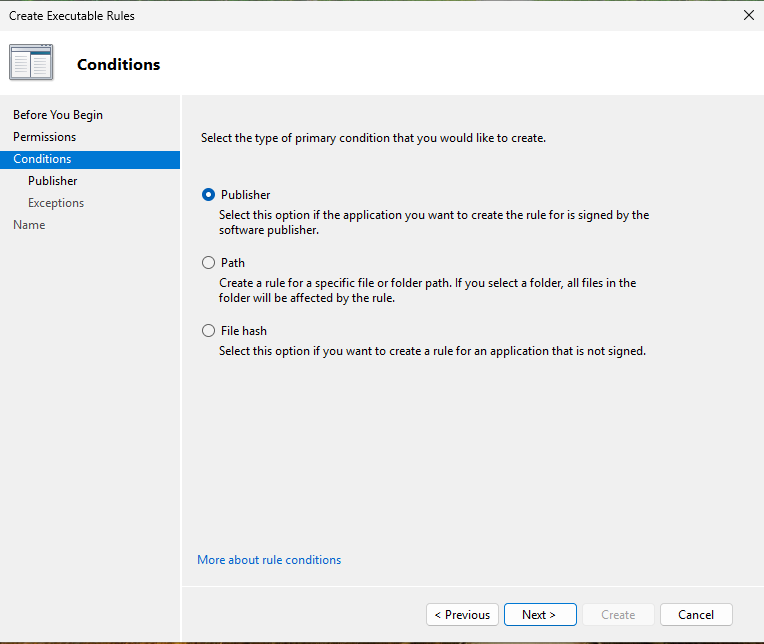 Create Executable Rules
Conditions
Before You Begin
Permissions
Conditions
Publisher
Exceptions
Name
Select the type of primary condition that you would like to create.
Publisher
Select this option if the application you want to create the rule for is signed by the
software publisher.
Path
Create a rule for a specific file or folder path. If you select a folder, all files in the
folder will be affected by the rule.
File hash
Select this option if you want to create a rule for an application that is not signed.
More about rule conditions
< Previous
Next >
Create
Cancel